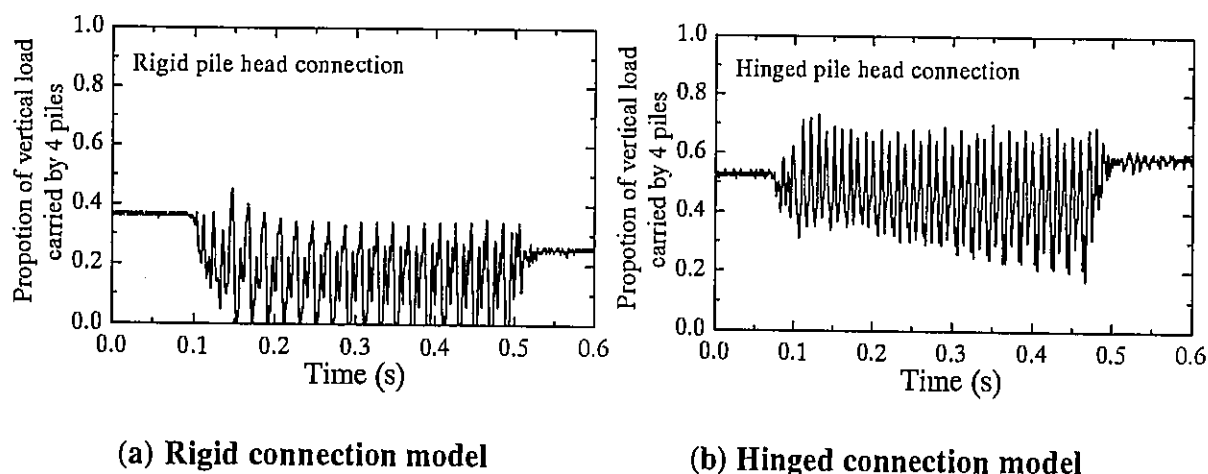 Propotion of vertical load
carried by 4 piles
1.0
0.8
0.6
0.4
0.2
0.0
Rigid pile head connection
0.0 0.1 0.2 0.3 0.4 0.5 0.6
Time (s)
(a) Rigid connection model
Proportion of vertical load
carried by 4 piles
1.0
0.8
0.6
0.4
0.2
0.0
Hinged pile head connection
0.0 0.1 0.2 0.3 0.4 0.5 0.6
Time (s)
(b) Hinged connection model